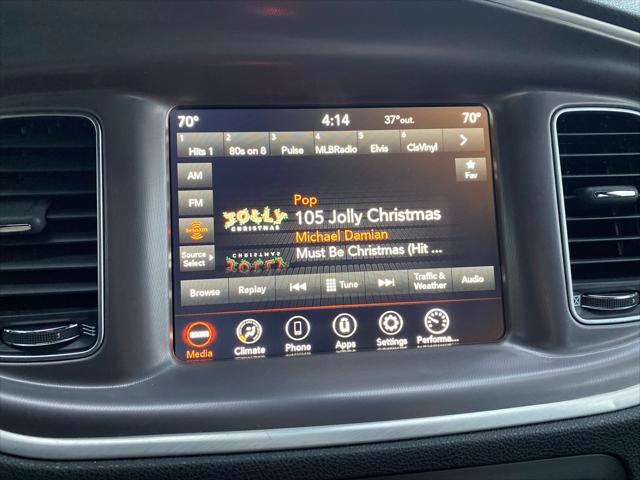 70° 4:14 37°out. 70°
1 2 3 4 5 6
Hits 1 80s on 8 Pulse MLBRadio Elvis ClsVinyl
AM
Fav
FM
Pop
105 Jolly Christmas
JOLLY
CHRISTMAS
SiriusXM
Michael Damian
Source
Select
Must Be Christmas (Hit ...
Browse Replay Tune Traffic &
Weather Audio
sxm
Media Climate Phone Apps Settings Performa...